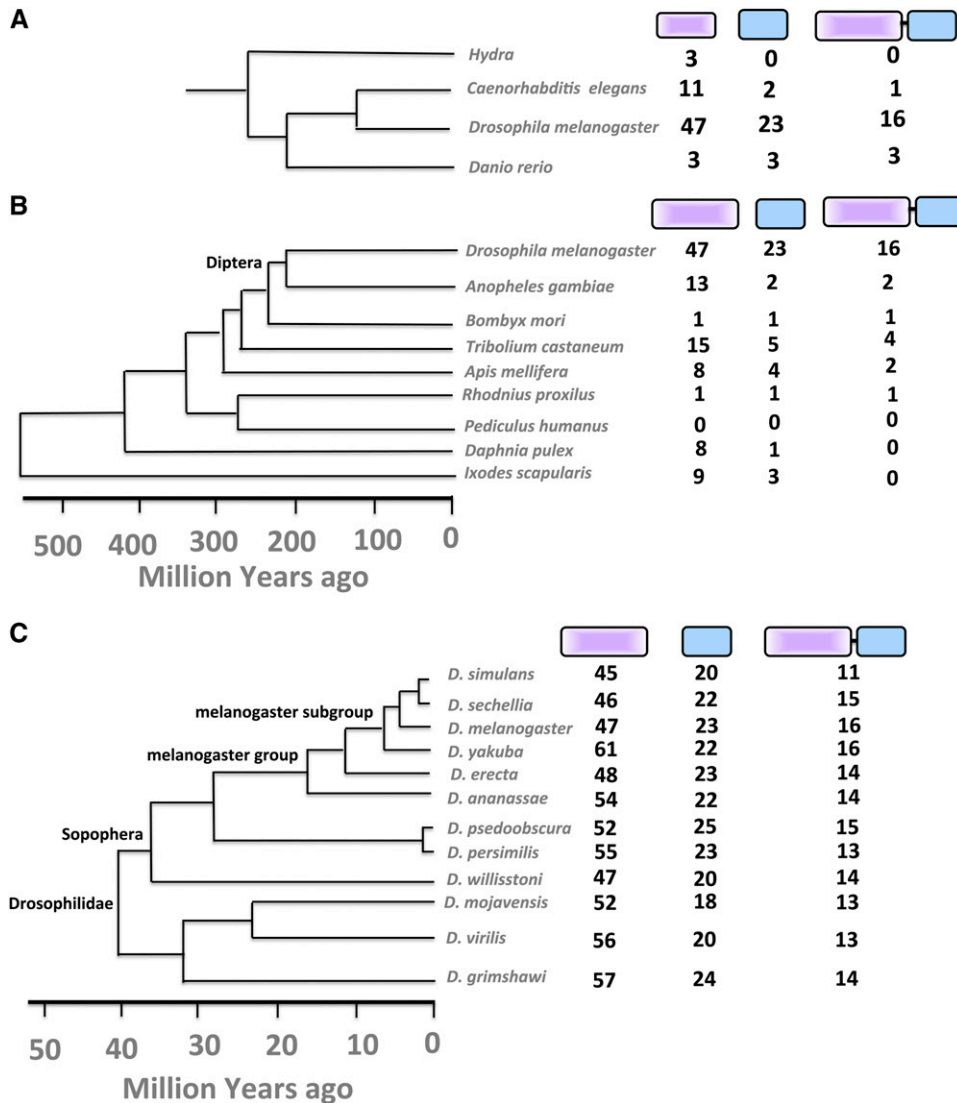 A
Hydra 3 0 0
Caenorhabditis elegans 11 2 1
Drosophila melanogaster 47 23 16
Danio rerio 3 3 3
B
Drosophila melanogaster 47 23 16
Diptera
Anopheles gambiae 13 2 2
Bombyx mori 1 1 1
Tribolium castaneum 15 5 4
Apis mellifera 8 4 2
Rhodnius proxilus 1 1 1
Pediculus humanus 0 0 0
Daphnia pulex 8 1 0
Ixodes scapularis 9 3 0
500 400 300 200 100 0
Million Years ago
C
D. simulans 45 20 11
D. sechellia 46 22 15
melanogaster subgroup
D. melanogaster 47 23 16
D. yakuba 61 22 16
melanogaster group
D. erecta 48 23 14
D. ananassae 54 22 14
D. psedoobscura 52 25 15
Sopophera
D. persimilis 55 23 13
D. willisstoni 47 20 14
Drosophilidae
D. mojavensis 52 18 13
D. virilis 56 20 13
D. grimshawi 57 24 14
50 40 30 20 10 0
Million Years ago